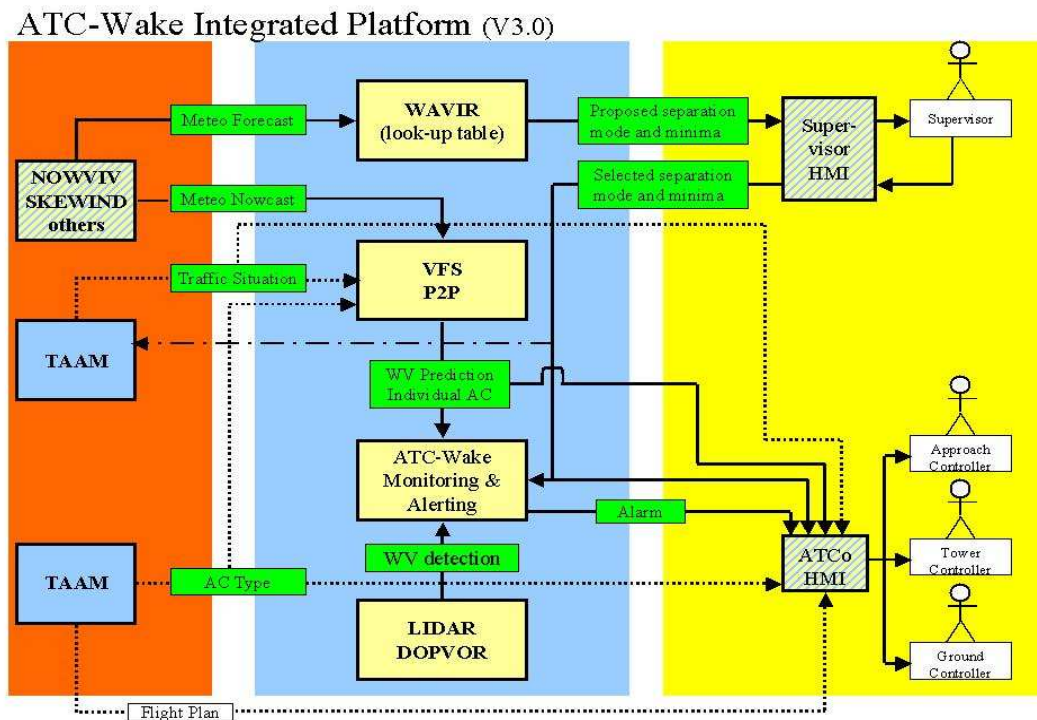 ATC-Wake Integrated Platform (V3.0)
Meteo Forecast
WAVIR
(look-up table)
Proposed separation
mode and minima
Super-
visor
HMI
Supervisor
NOWVIV
SKEWIND
others
Selected separation
mode and minima
Meteo Nowcast
VFS
P2P
Traffic Situation
TAAM
WV Prediction
Individual AC
Approach
Controller
ATC-Wake
Monitoring &
Alerting
Alarm
Tower
Controller
ATCo
HMI
WV detection
TAAM
AC Type
LIDAR
DOPVOR
Ground
Controller
Flight Plan